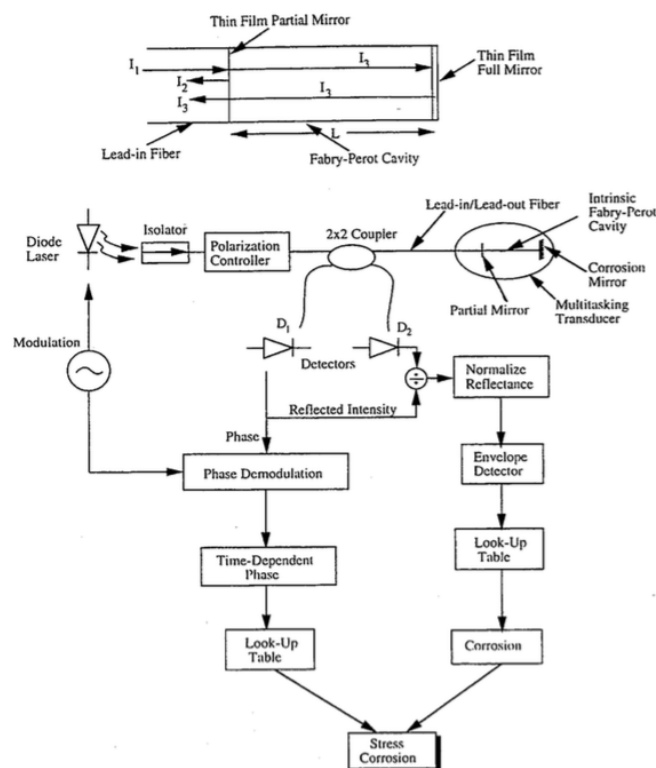 Thin Film Partial Mirror
I₁
I₂
I₃
I₃
I₃
Thin Film
Full Mirror
L
Lead-in Fiber
Fabry-Perot Cavity
Diode
Laser
Isolator
Polarization
Controller
2x2 Coupler
Lead-in/Lead-out Fiber
Intrinsic
Fabry-Perot
Cavity
Corrosion
Mirror
Partial Mirror
Multitasking
Transducer
Modulation
D₁
D₂
Detectors
÷
Normalize
Reflectance
Reflected Intensity
Phase
Phase Demodulation
Envelope
Detector
Time-Dependent
Phase
Look-Up
Table
Look-Up
Table
Corrosion
Stress
Corrosion